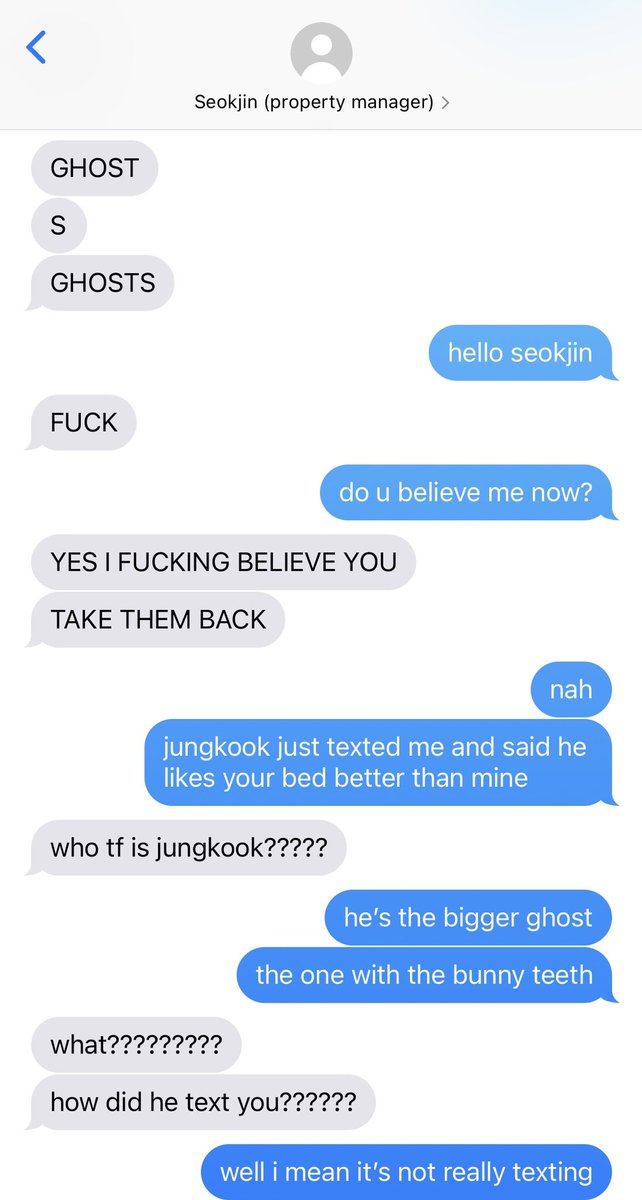 Seokjin (property manager)
GHOST
S
GHOSTS
hello seokjin
FUCK
do u believe me now?
YES I FUCKING BELIEVE YOU
TAKE THEM BACK
nah
jungkook just texted me and said he
likes your bed better than mine
who tf is jungkook?????
he’s the bigger ghost
the one with the bunny teeth
what?????????
how did he text you??????
well i mean it’s not really texting